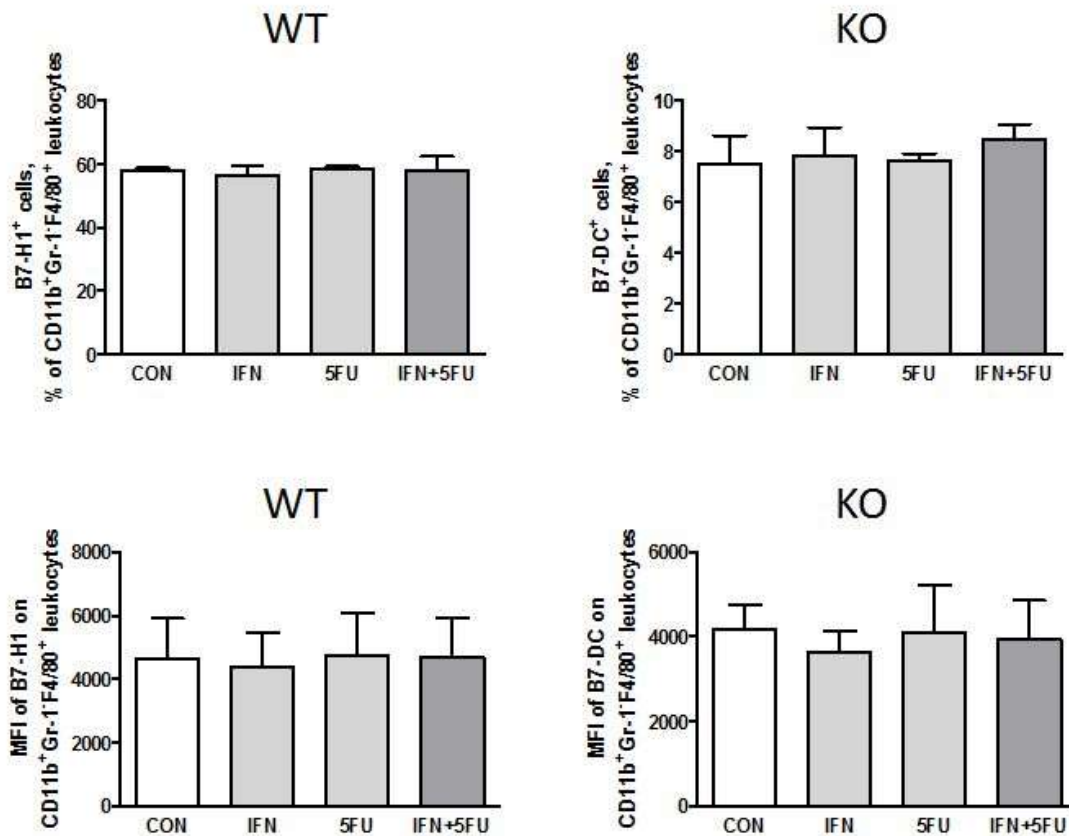 WT
B7-H1⁺ cells,
% of CD11b⁺Gr-1⁻F4/80⁺ leukocytes
80
60
40
20
0
CON IFN 5FU IFN+5FU
KO
B7-DC⁺ cells,
% of CD11b⁺Gr-1⁻F4/80⁺ leukocytes
10
8
6
4
2
0
CON IFN 5FU IFN+5FU
WT
MFI of B7-H1 on
CD11b⁺Gr-1⁻F4/80⁺ leukocytes
8000
6000
4000
2000
0
CON IFN 5FU IFN+5FU
KO
MFI of B7-DC on
CD11b⁺Gr-1⁻F4/80⁺ leukocytes
6000
4000
2000
0
CON IFN 5FU IFN+5FU